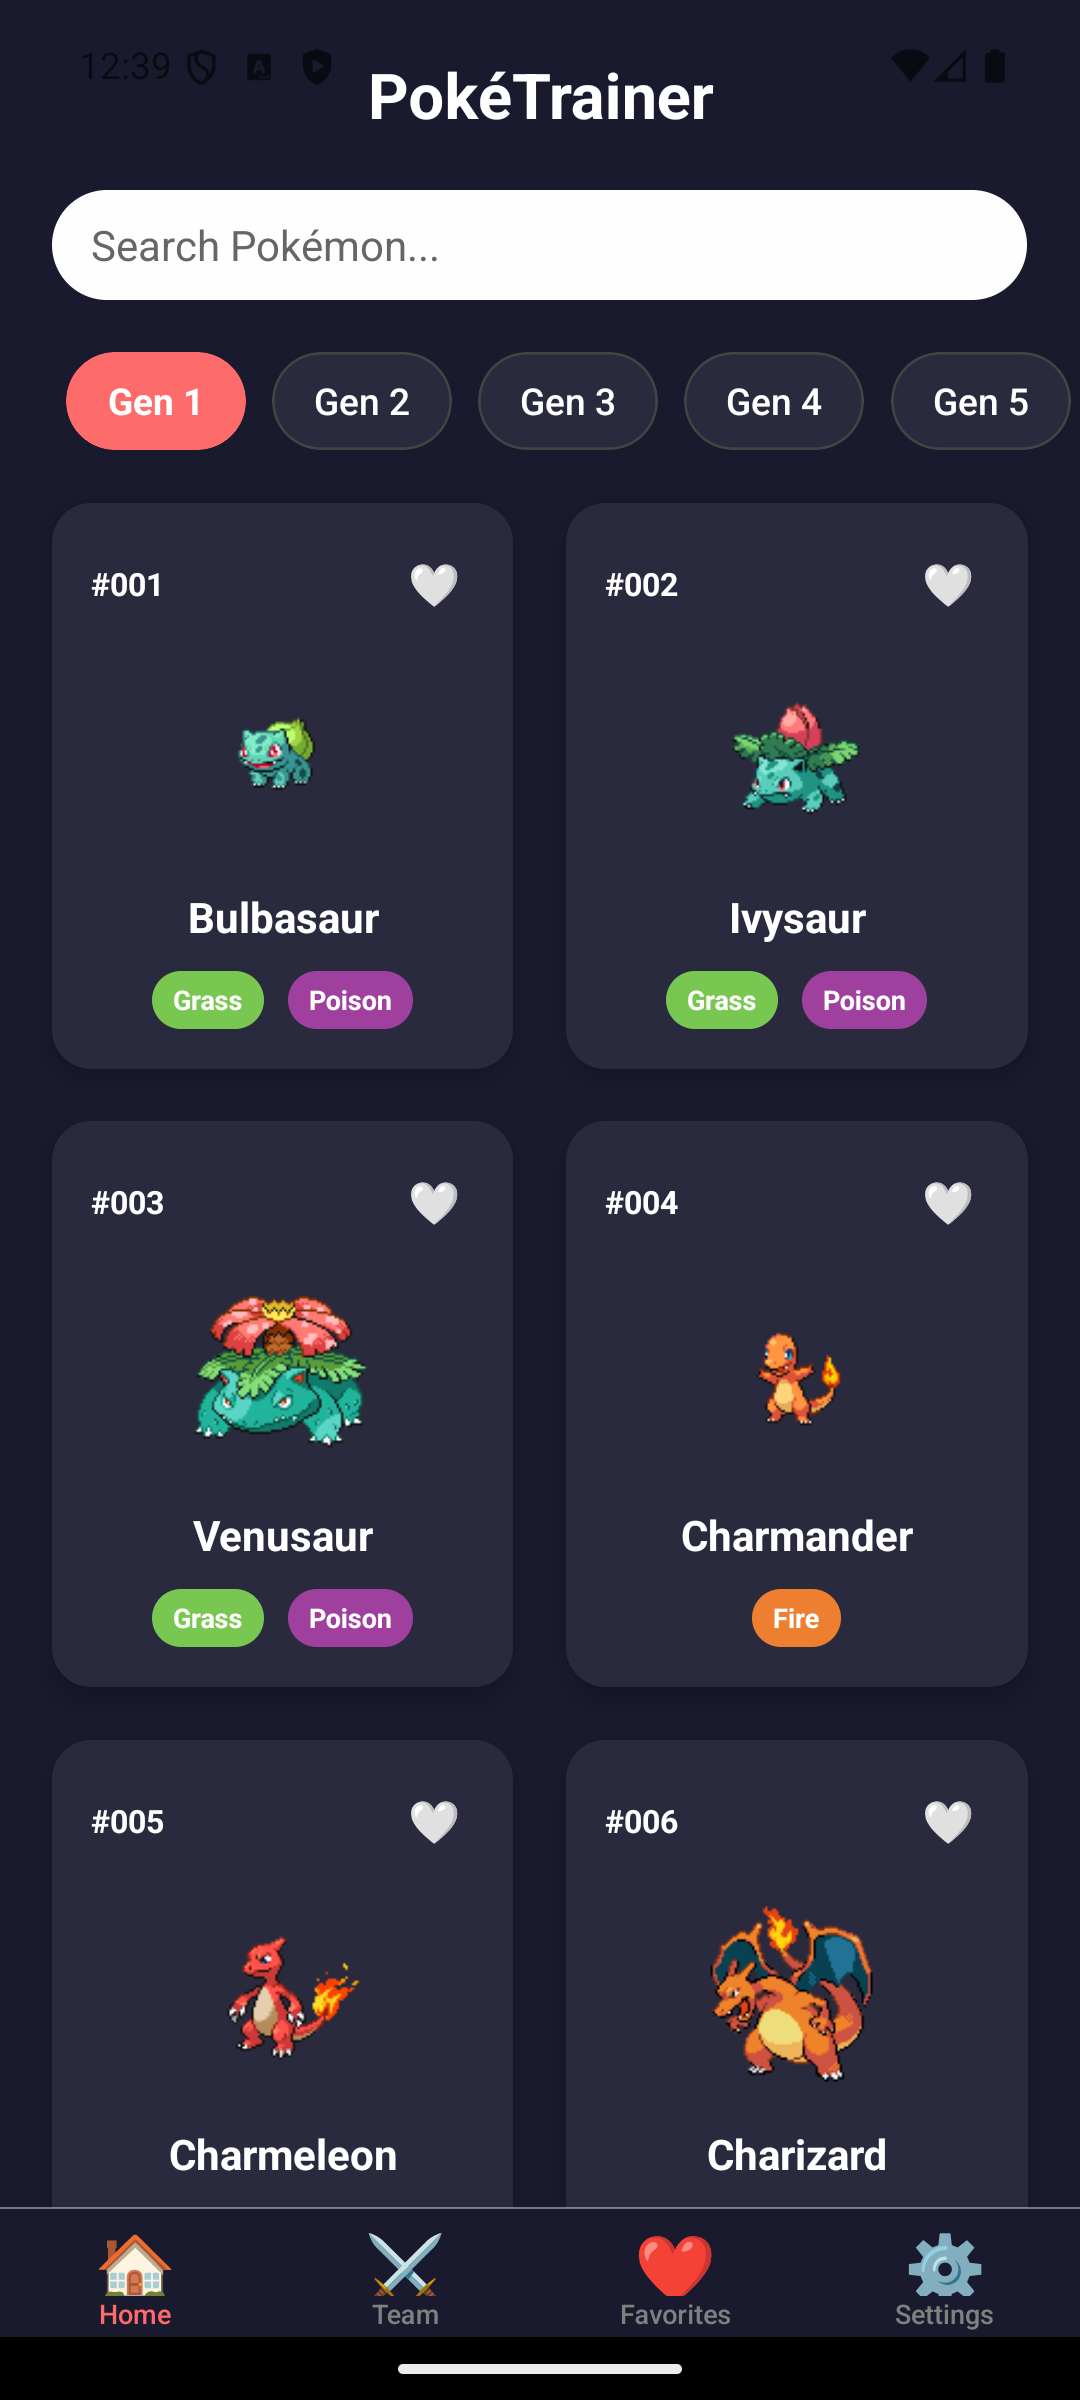 12:39
PokéTrainer
Search Pokémon...
Gen 1 Gen 2 Gen 3 Gen 4 Gen 5
#001 #002
Bulbasaur Ivysaur
Grass Poison Grass Poison
#003 #004
Venusaur Charmander
Grass Poison Fire
#005 #006
Charmeleon Charizard
Home Team Favorites Settings